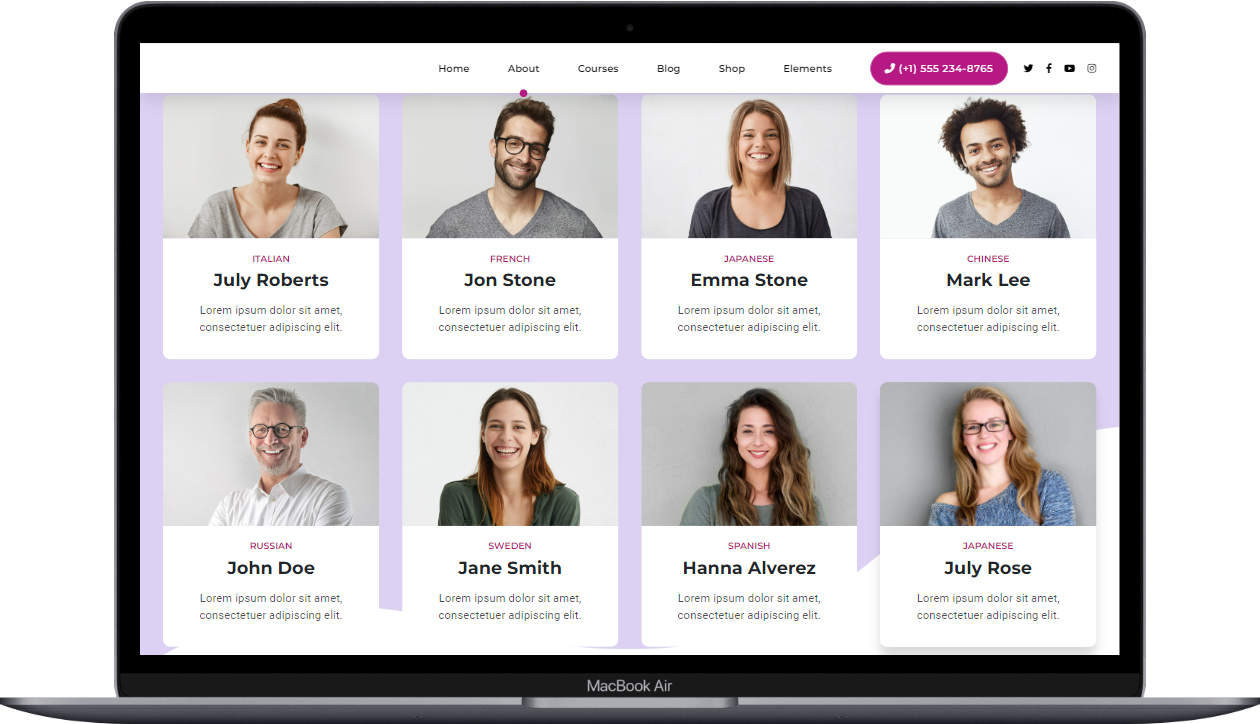 Home About Courses Blog Shop Elements (+1) 555 234-8765
ITALIAN
July Roberts
Lorem ipsum dolor sit amet,
consectetuer adipiscing elit.
FRENCH
Jon Stone
Lorem ipsum dolor sit amet,
consectetuer adipiscing elit.
JAPANESE
Emma Stone
Lorem ipsum dolor sit amet,
consectetuer adipiscing elit.
CHINESE
Mark Lee
Lorem ipsum dolor sit amet,
consectetuer adipiscing elit.
RUSSIAN
John Doe
Lorem ipsum dolor sit amet,
consectetuer adipiscing elit.
SWEDEN
Jane Smith
Lorem ipsum dolor sit amet,
consectetuer adipiscing elit.
SPANISH
Hanna Alverez
Lorem ipsum dolor sit amet,
consectetuer adipiscing elit.
JAPANESE
July Rose
Lorem ipsum dolor sit amet,
consectetuer adipiscing elit.
MacBook Air